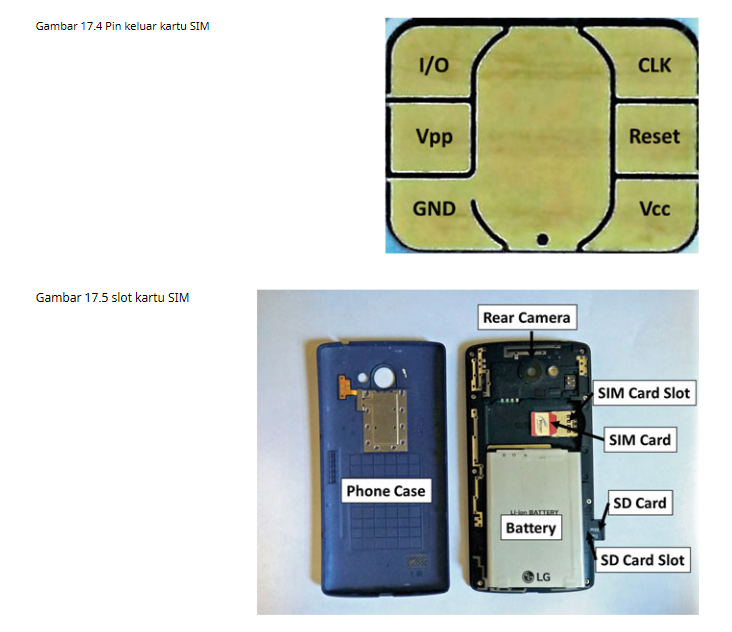 Gambar 17.4 Pin keluar kartu SIM
I/O
CLK
Vpp
Reset
GND
Vcc
Gambar 17.5 slot kartu SIM
Rear Camera
SIM Card Slot
SIM Card
Phone Case
SD Card
Li-Ion BATTERY
Battery
SD Card Slot
LG